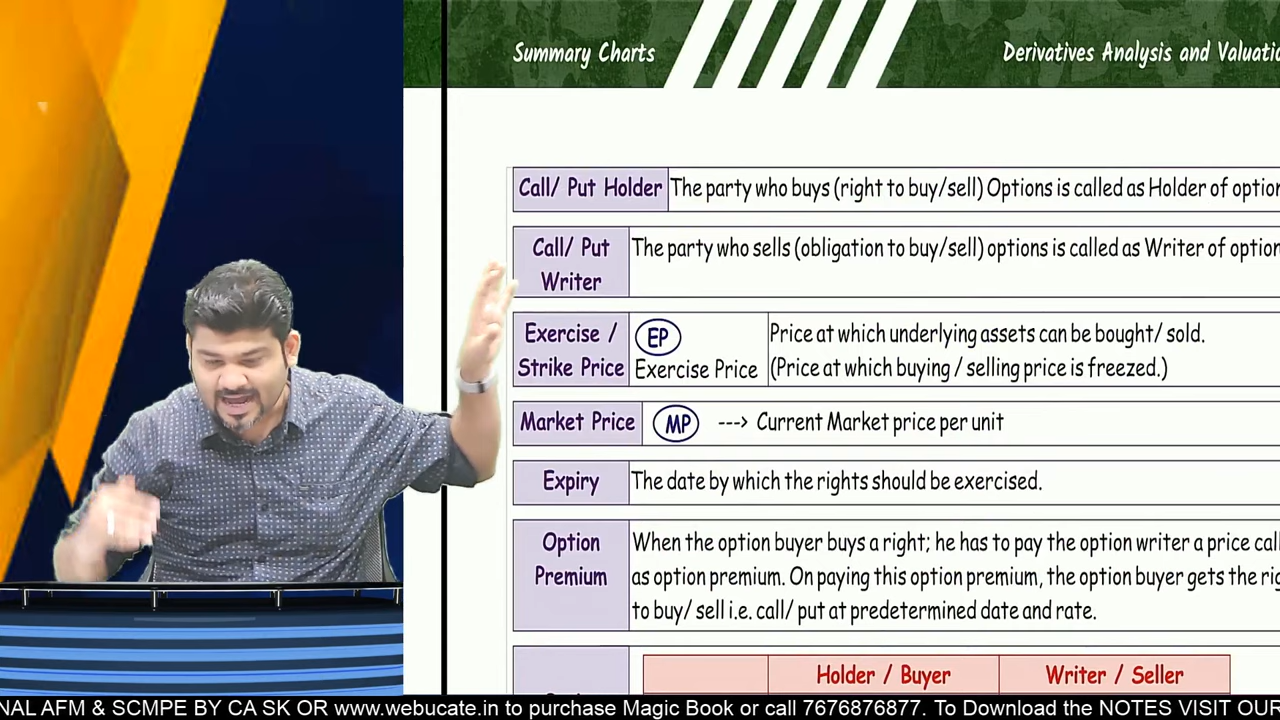 Summary Charts
Derivatives Analysis and
Call/ Put Holder
The party who buys (right to buy/sell) Options is called as Holder of
Call/ Put
Writer
The party who sells (obligation to buy/sell) options is called as Writer of
Exercise /
Strike Price
EP
Exercise Price
Price at which underlying assets can be bought/ sold.
(Price at which buying / selling price is freezed.)
Market Price
MP
---> Current Market price per unit
Expiry
The date by which the rights should be exercised.
Option
Premium
When the option buyer buys a right; he has to pay the option writer a price
as option premium. On paying this option premium, the option buyer gets the
to buy/ sell i.e. call/ put at predetermined date and rate.
Holder / Buyer
Writer / Seller
NAL AFM & SCMPE BY CA SK OR www.webucate.in to purchase Magic Book or call 7676876877. To Download the NOTES VISIT OUR